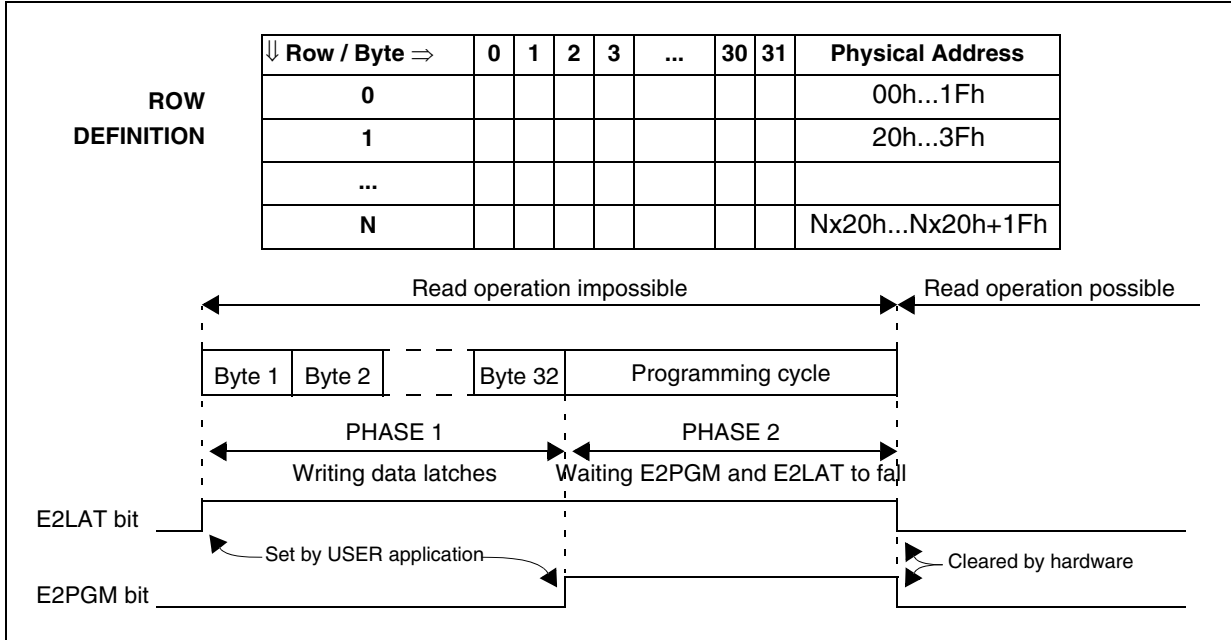 ⇓ Row / Byte ⇒ 0 1 2 3 ... 30 31 Physical Address
ROW DEFINITION
0 00h...1Fh
1 20h...3Fh
...
N Nx20h...Nx20h+1Fh
Read operation impossible Read operation possible
Byte 1 Byte 2 Byte 32 Programming cycle
PHASE 1 PHASE 2
Writing data latches Waiting E2PGM and E2LAT to fall
E2LAT bit
Set by USER application Cleared by hardware
E2PGM bit